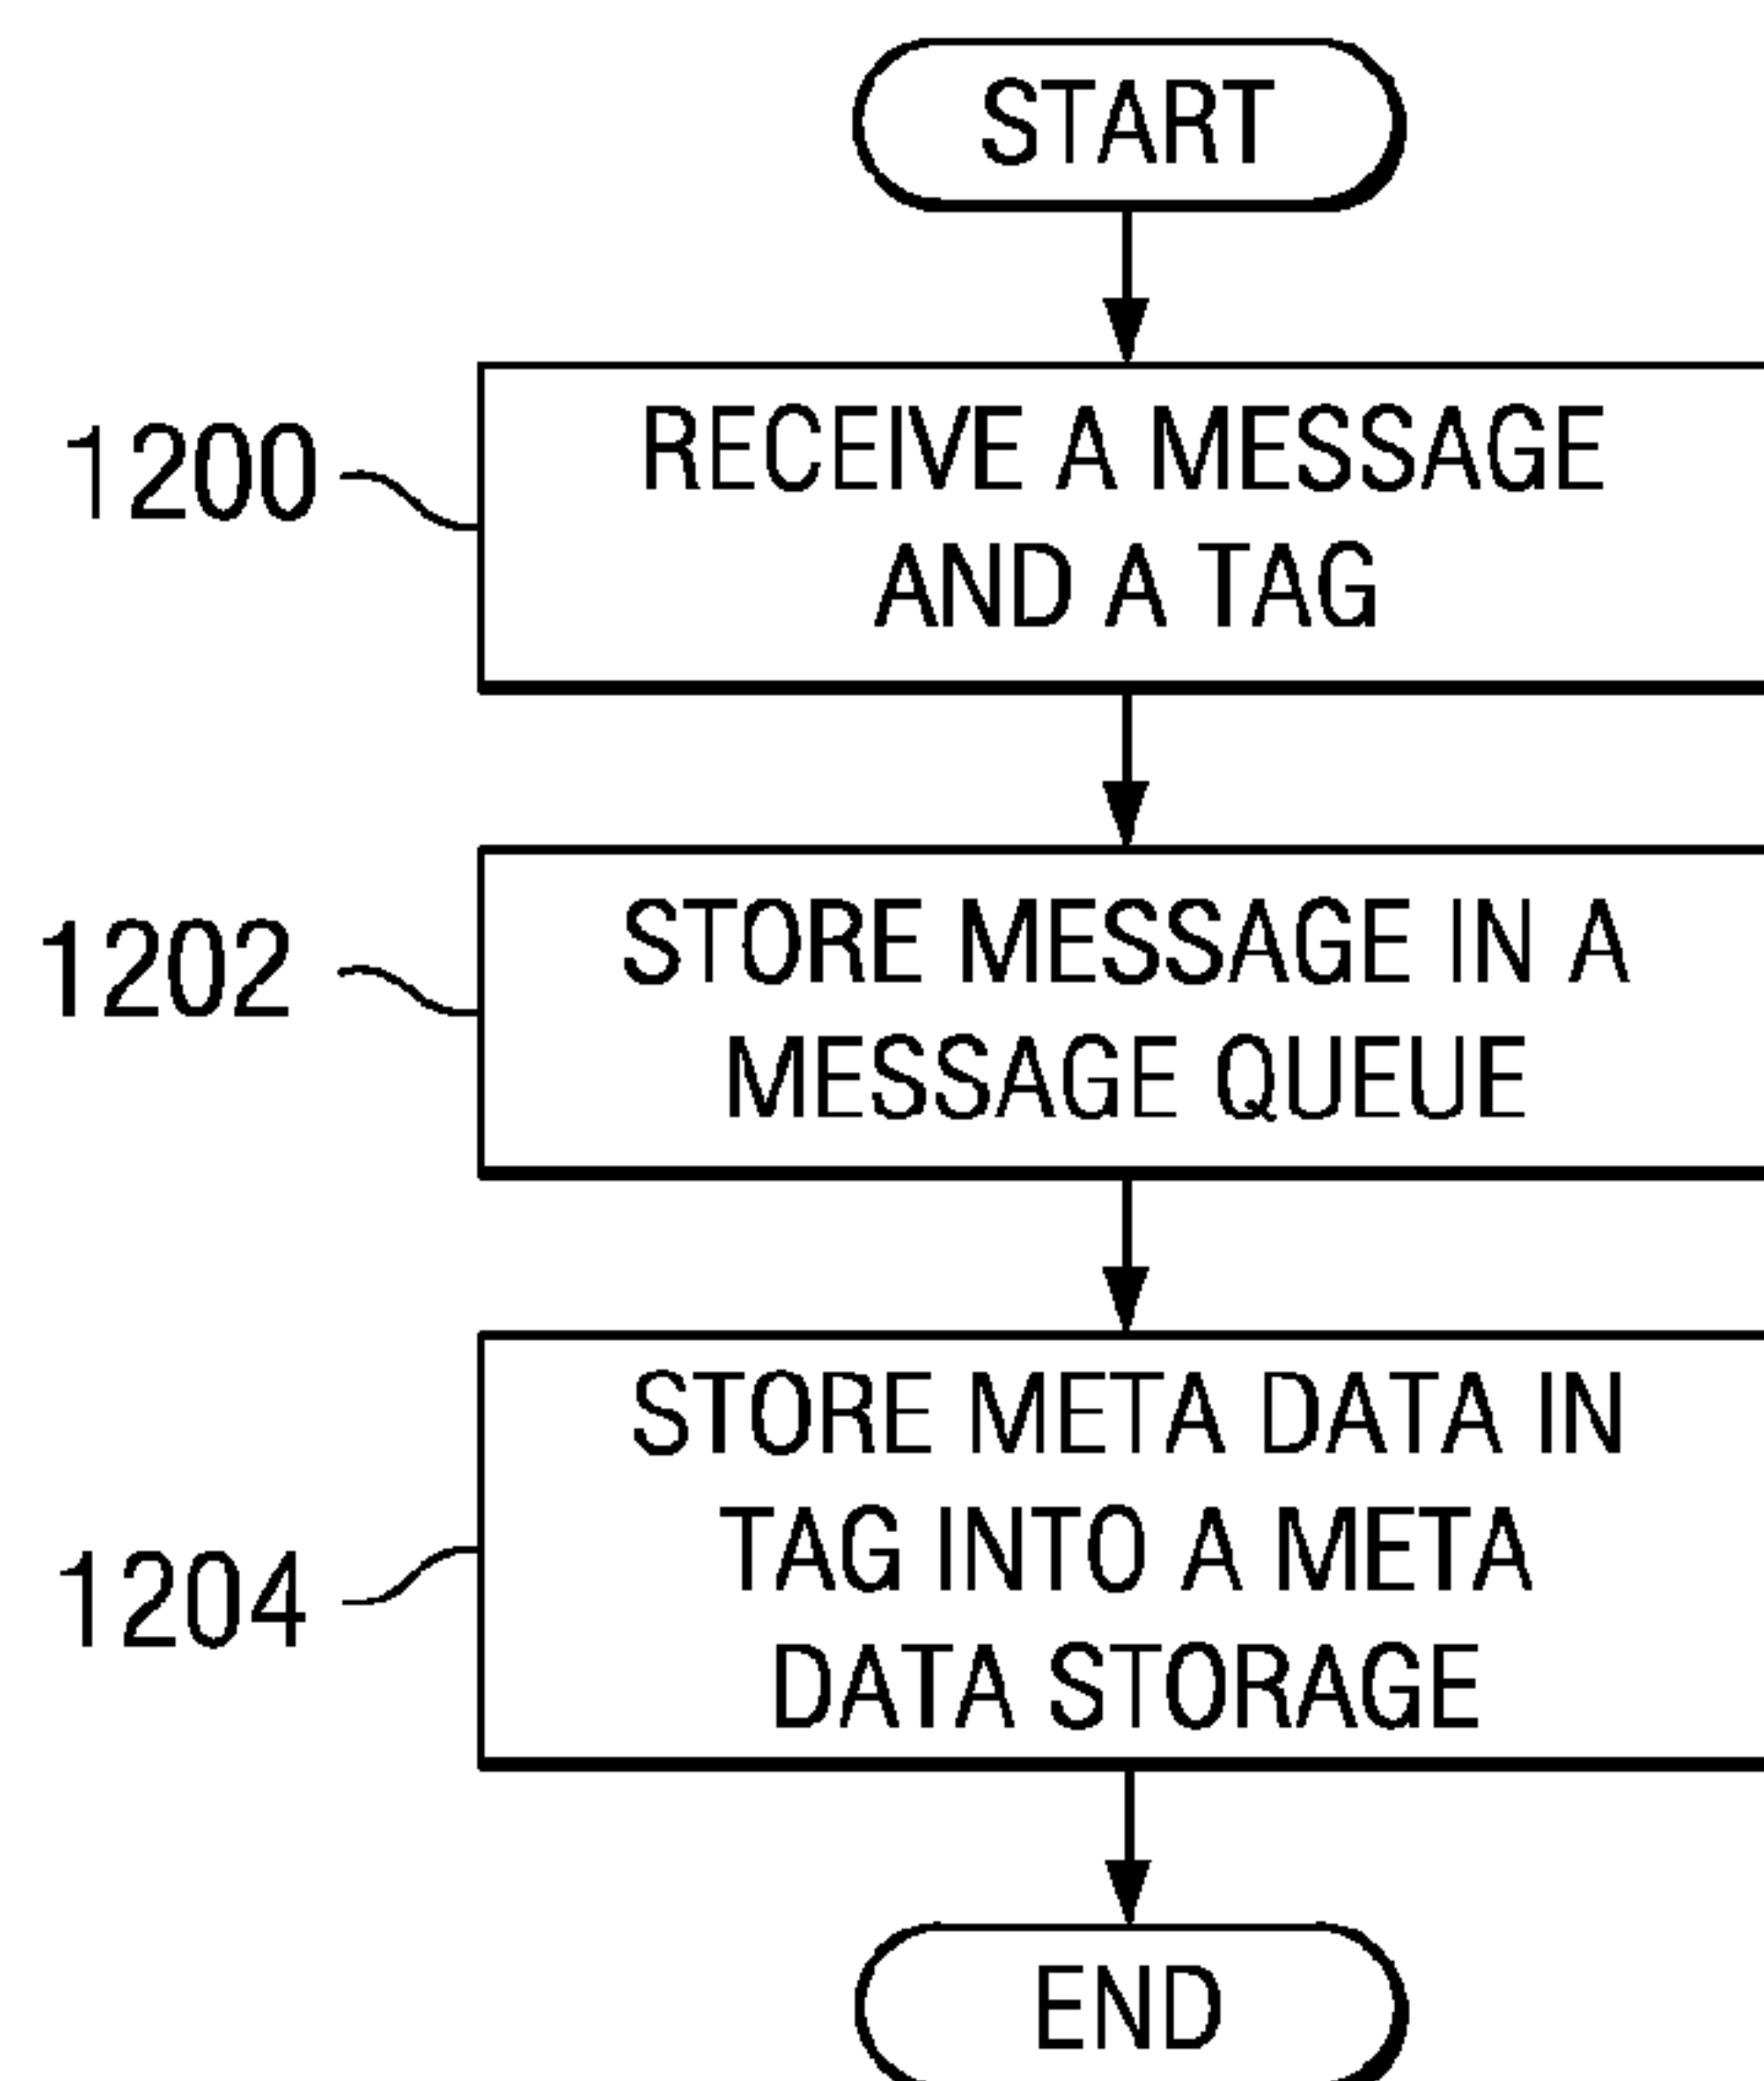 START
1200
RECEIVE A MESSAGE
AND A TAG
1202
STORE MESSAGE IN A
MESSAGE QUEUE
1204
STORE META DATA IN
TAG INTO A META
DATA STORAGE
END